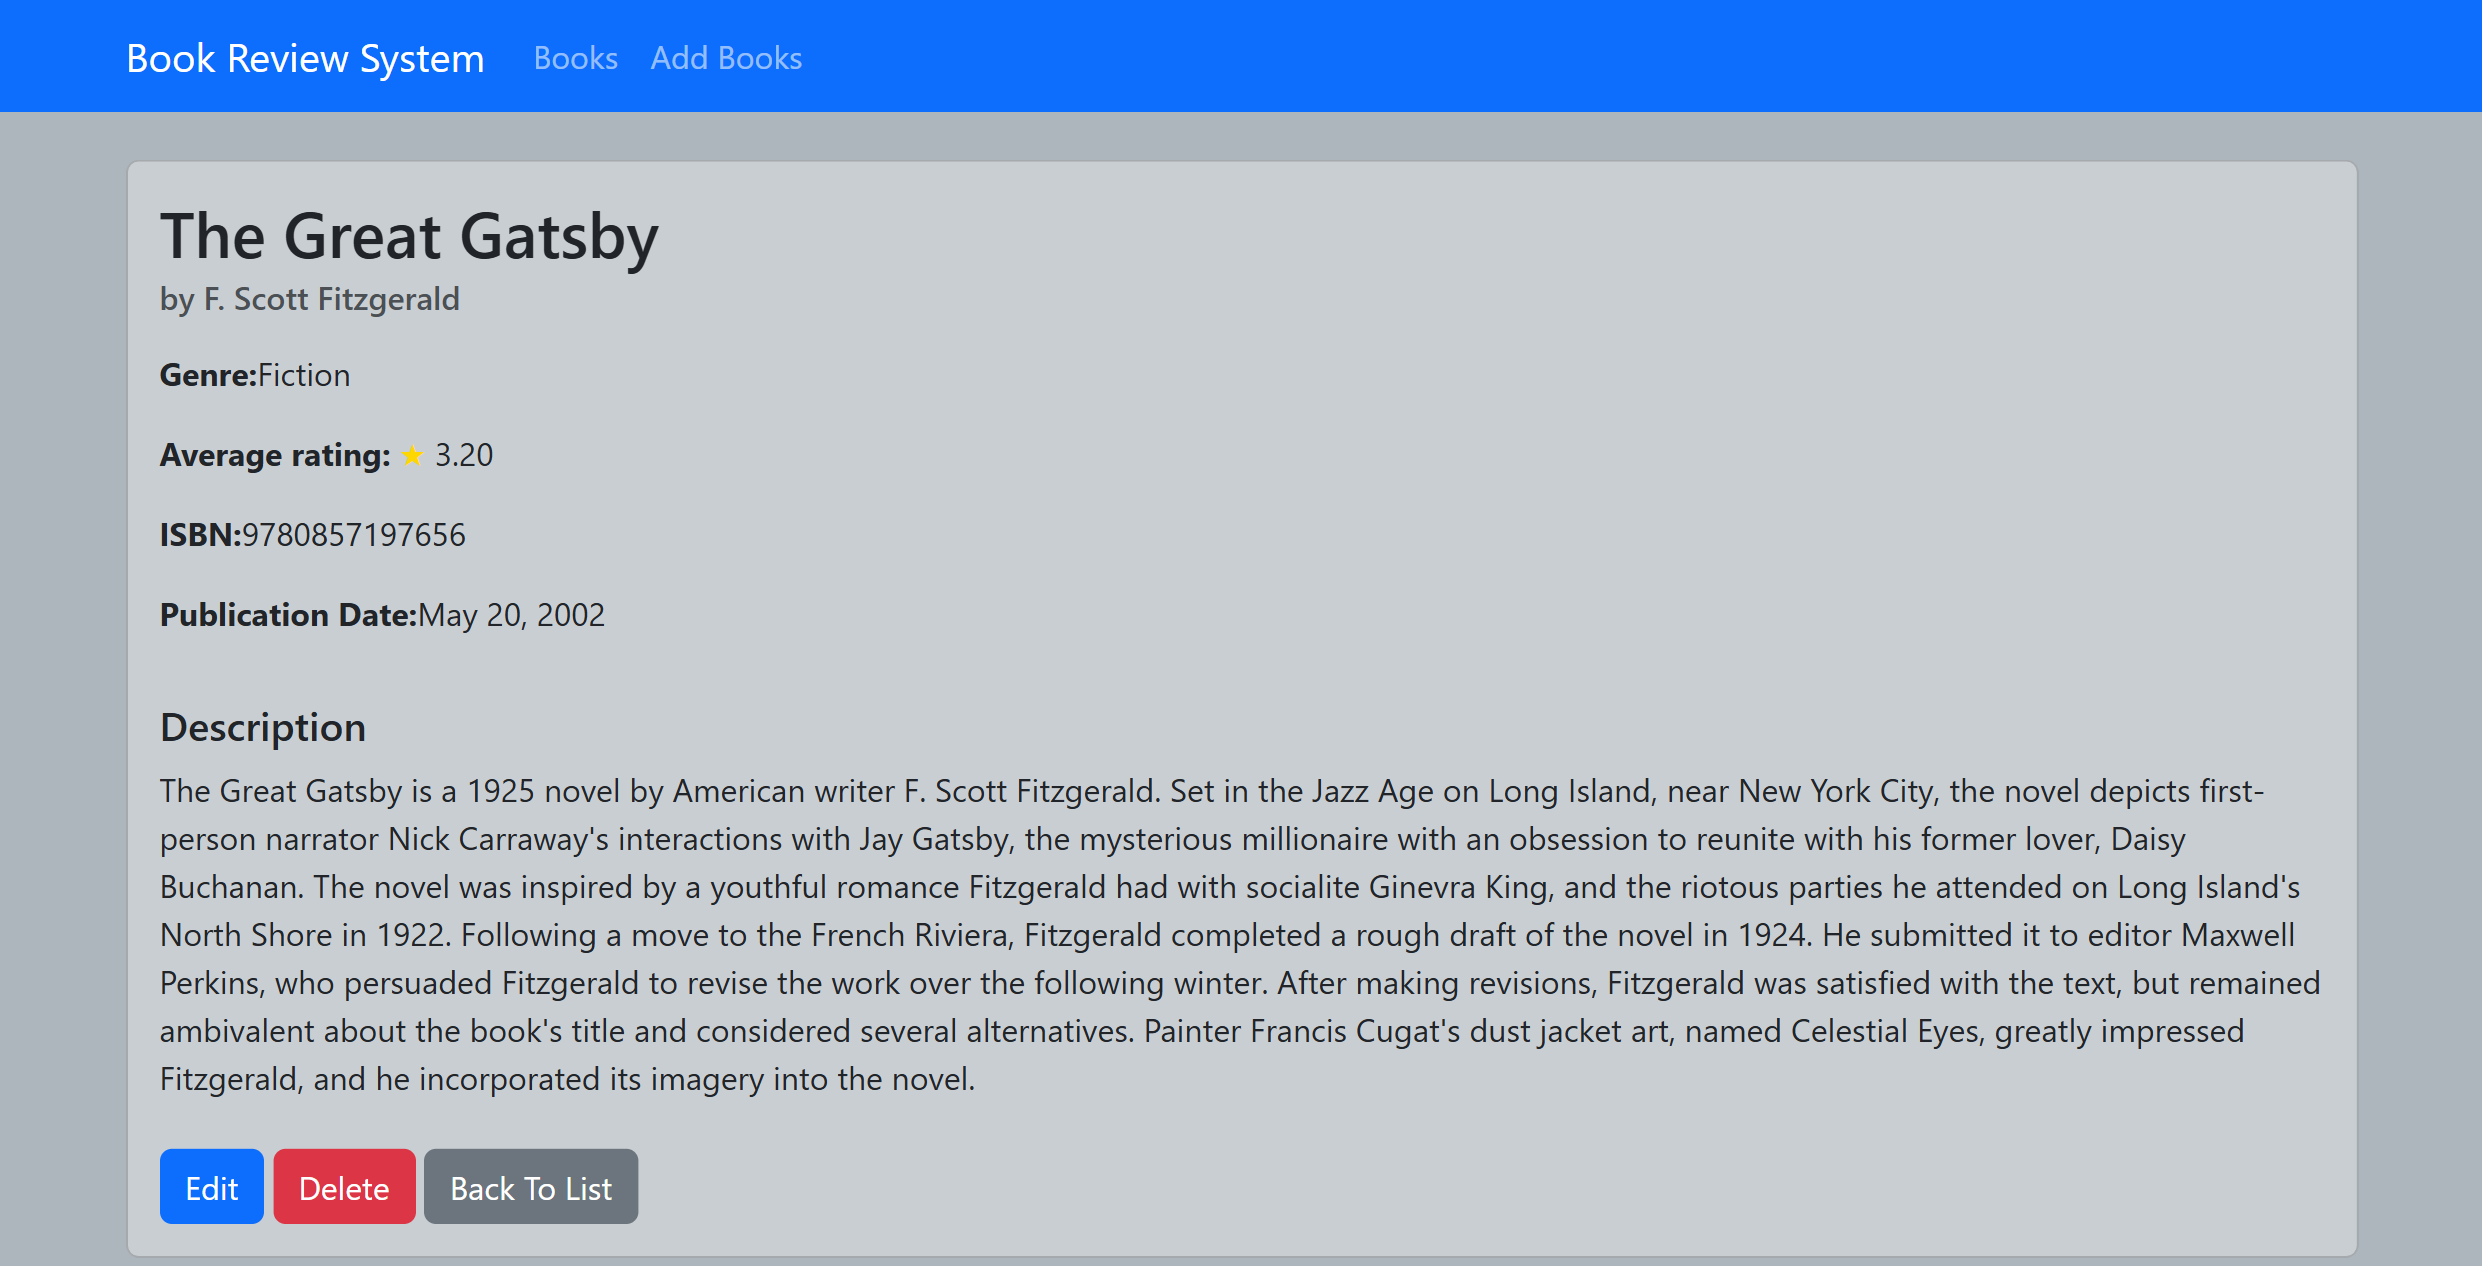 Book Review System Books Add Books
The Great Gatsby
by F. Scott Fitzgerald
Genre:Fiction
Average rating: ★ 3.20
ISBN:9780857197656
Publication Date:May 20, 2002
Description
The Great Gatsby is a 1925 novel by American writer F. Scott Fitzgerald. Set in the Jazz Age on Long Island, near New York City, the novel depicts first-
person narrator Nick Carraway's interactions with Jay Gatsby, the mysterious millionaire with an obsession to reunite with his former lover, Daisy
Buchanan. The novel was inspired by a youthful romance Fitzgerald had with socialite Ginevra King, and the riotous parties he attended on Long Island's
North Shore in 1922. Following a move to the French Riviera, Fitzgerald completed a rough draft of the novel in 1924. He submitted it to editor Maxwell
Perkins, who persuaded Fitzgerald to revise the work over the following winter. After making revisions, Fitzgerald was satisfied with the text, but remained
ambivalent about the book's title and considered several alternatives. Painter Francis Cugat's dust jacket art, named Celestial Eyes, greatly impressed
Fitzgerald, and he incorporated its imagery into the novel.
Edit Delete Back To List